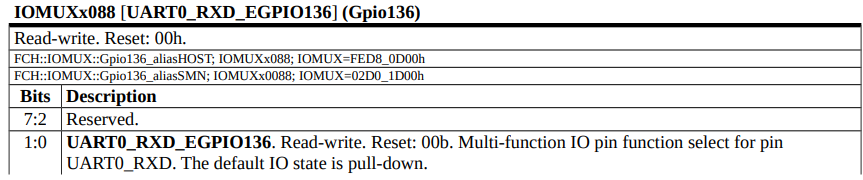 IOMUXx088 [UART0_RXD_EGPIO136] (Gpio136)
Read-write. Reset: 00h.
FCH::IOMUX::Gpio136_aliasHOST; IOMUXx088; IOMUX=FED8_0D00h
FCH::IOMUX::Gpio136_aliasSMN; IOMUXx0088; IOMUX=02D0_1D00h
Bits Description
7:2 Reserved.
1:0 UART0_RXD_EGPIO136. Read-write. Reset: 00b. Multi-function IO pin function select for pin
UART0_RXD. The default IO state is pull-down.